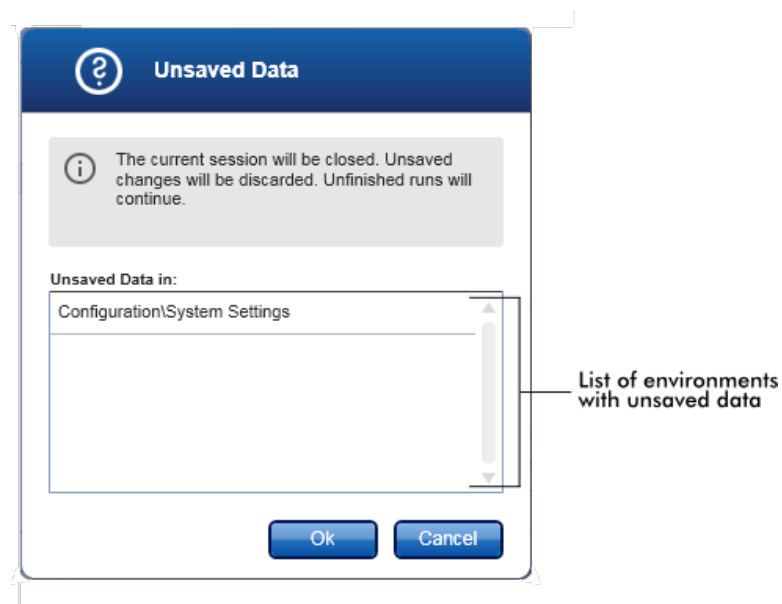 Unsaved Data
The current session will be closed. Unsaved
changes will be discarded. Unfinished runs will
continue.
Unsaved Data in:
Configuration\System Settings
List of environments
with unsaved data
Ok
Cancel